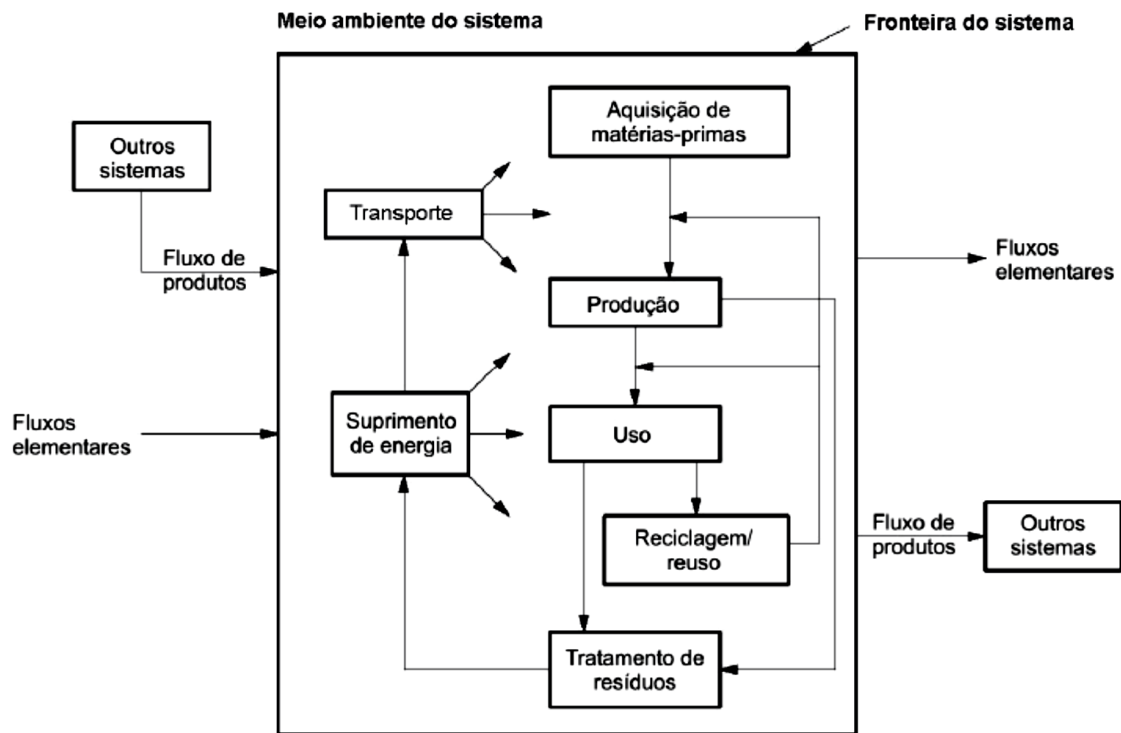 Meio ambiente do sistema
Fronteira do sistema
Aquisição de
matérias-primas
Outros
sistemas
Transporte
Fluxo de
produtos
Fluxos
elementares
Produção
Suprimento
de energia
Uso
Fluxos
elementares
Reciclagem/
reuso
Fluxo de
produtos
Outros
sistemas
Tratamento de
resíduos